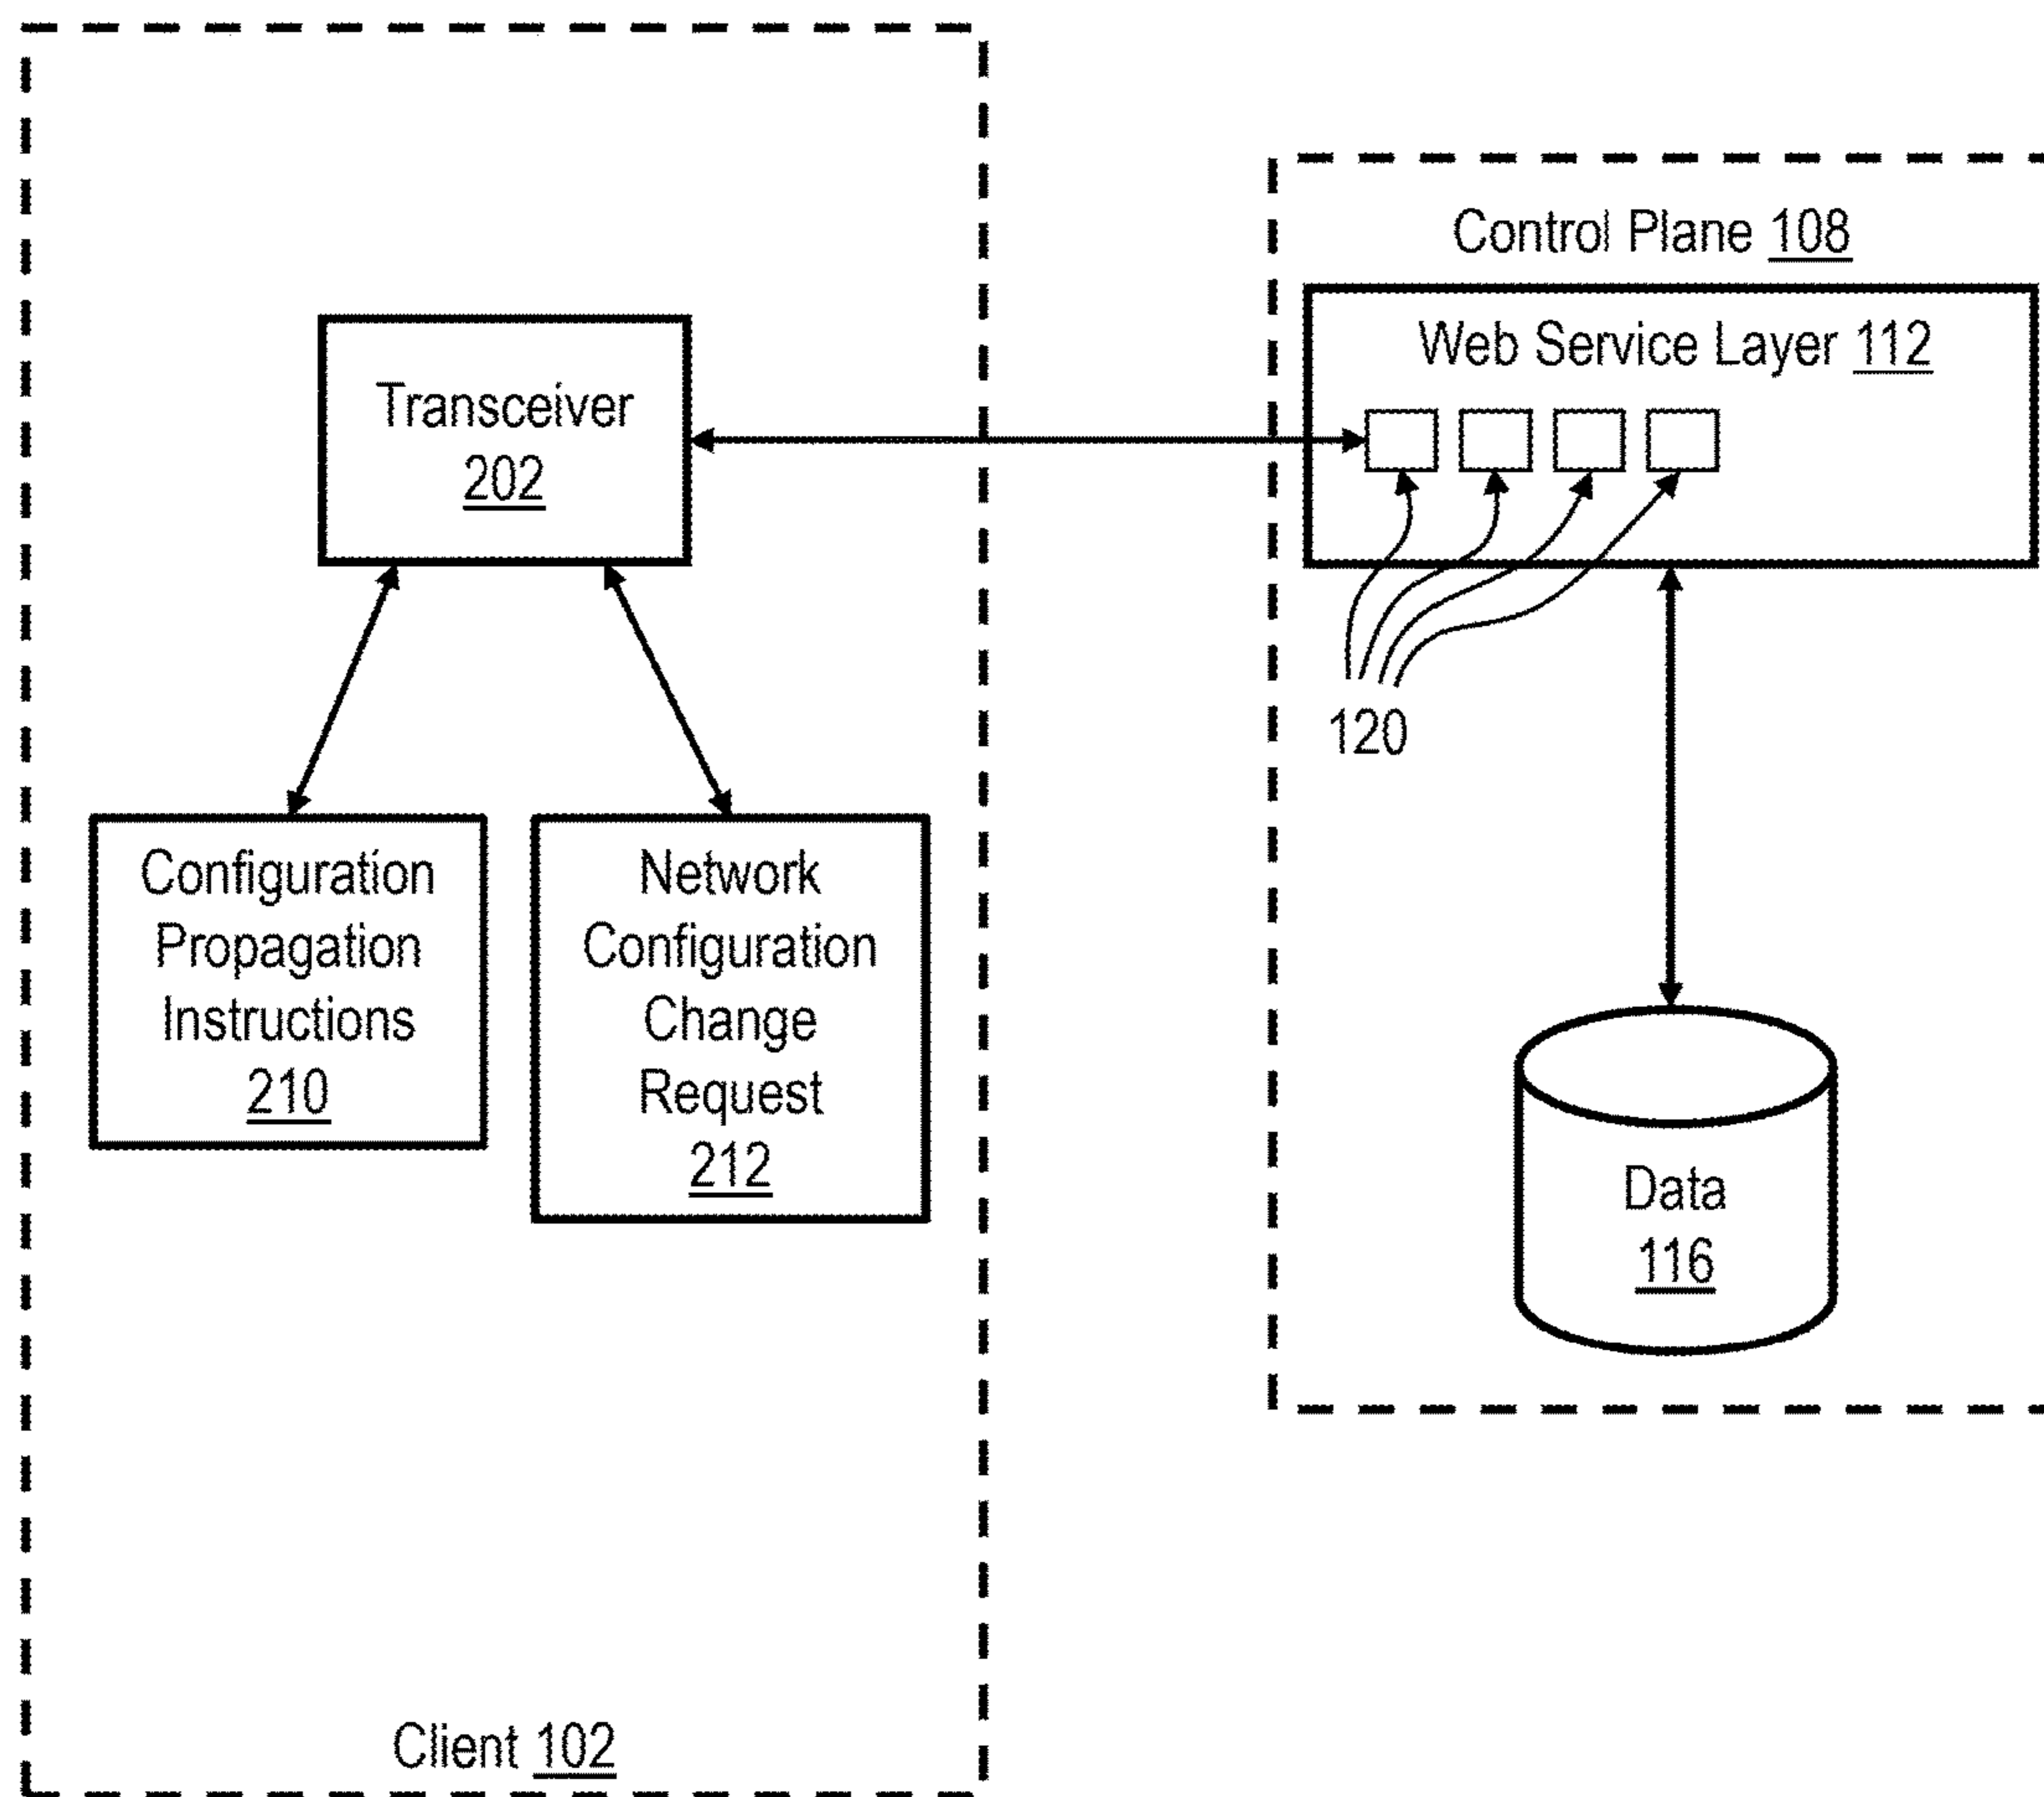 Control Plane 108
Web Service Layer 112
Transceiver
202
120
Configuration
Propagation
Instructions
210
Network
Configuration
Change
Request
212
Data
116
Client 102